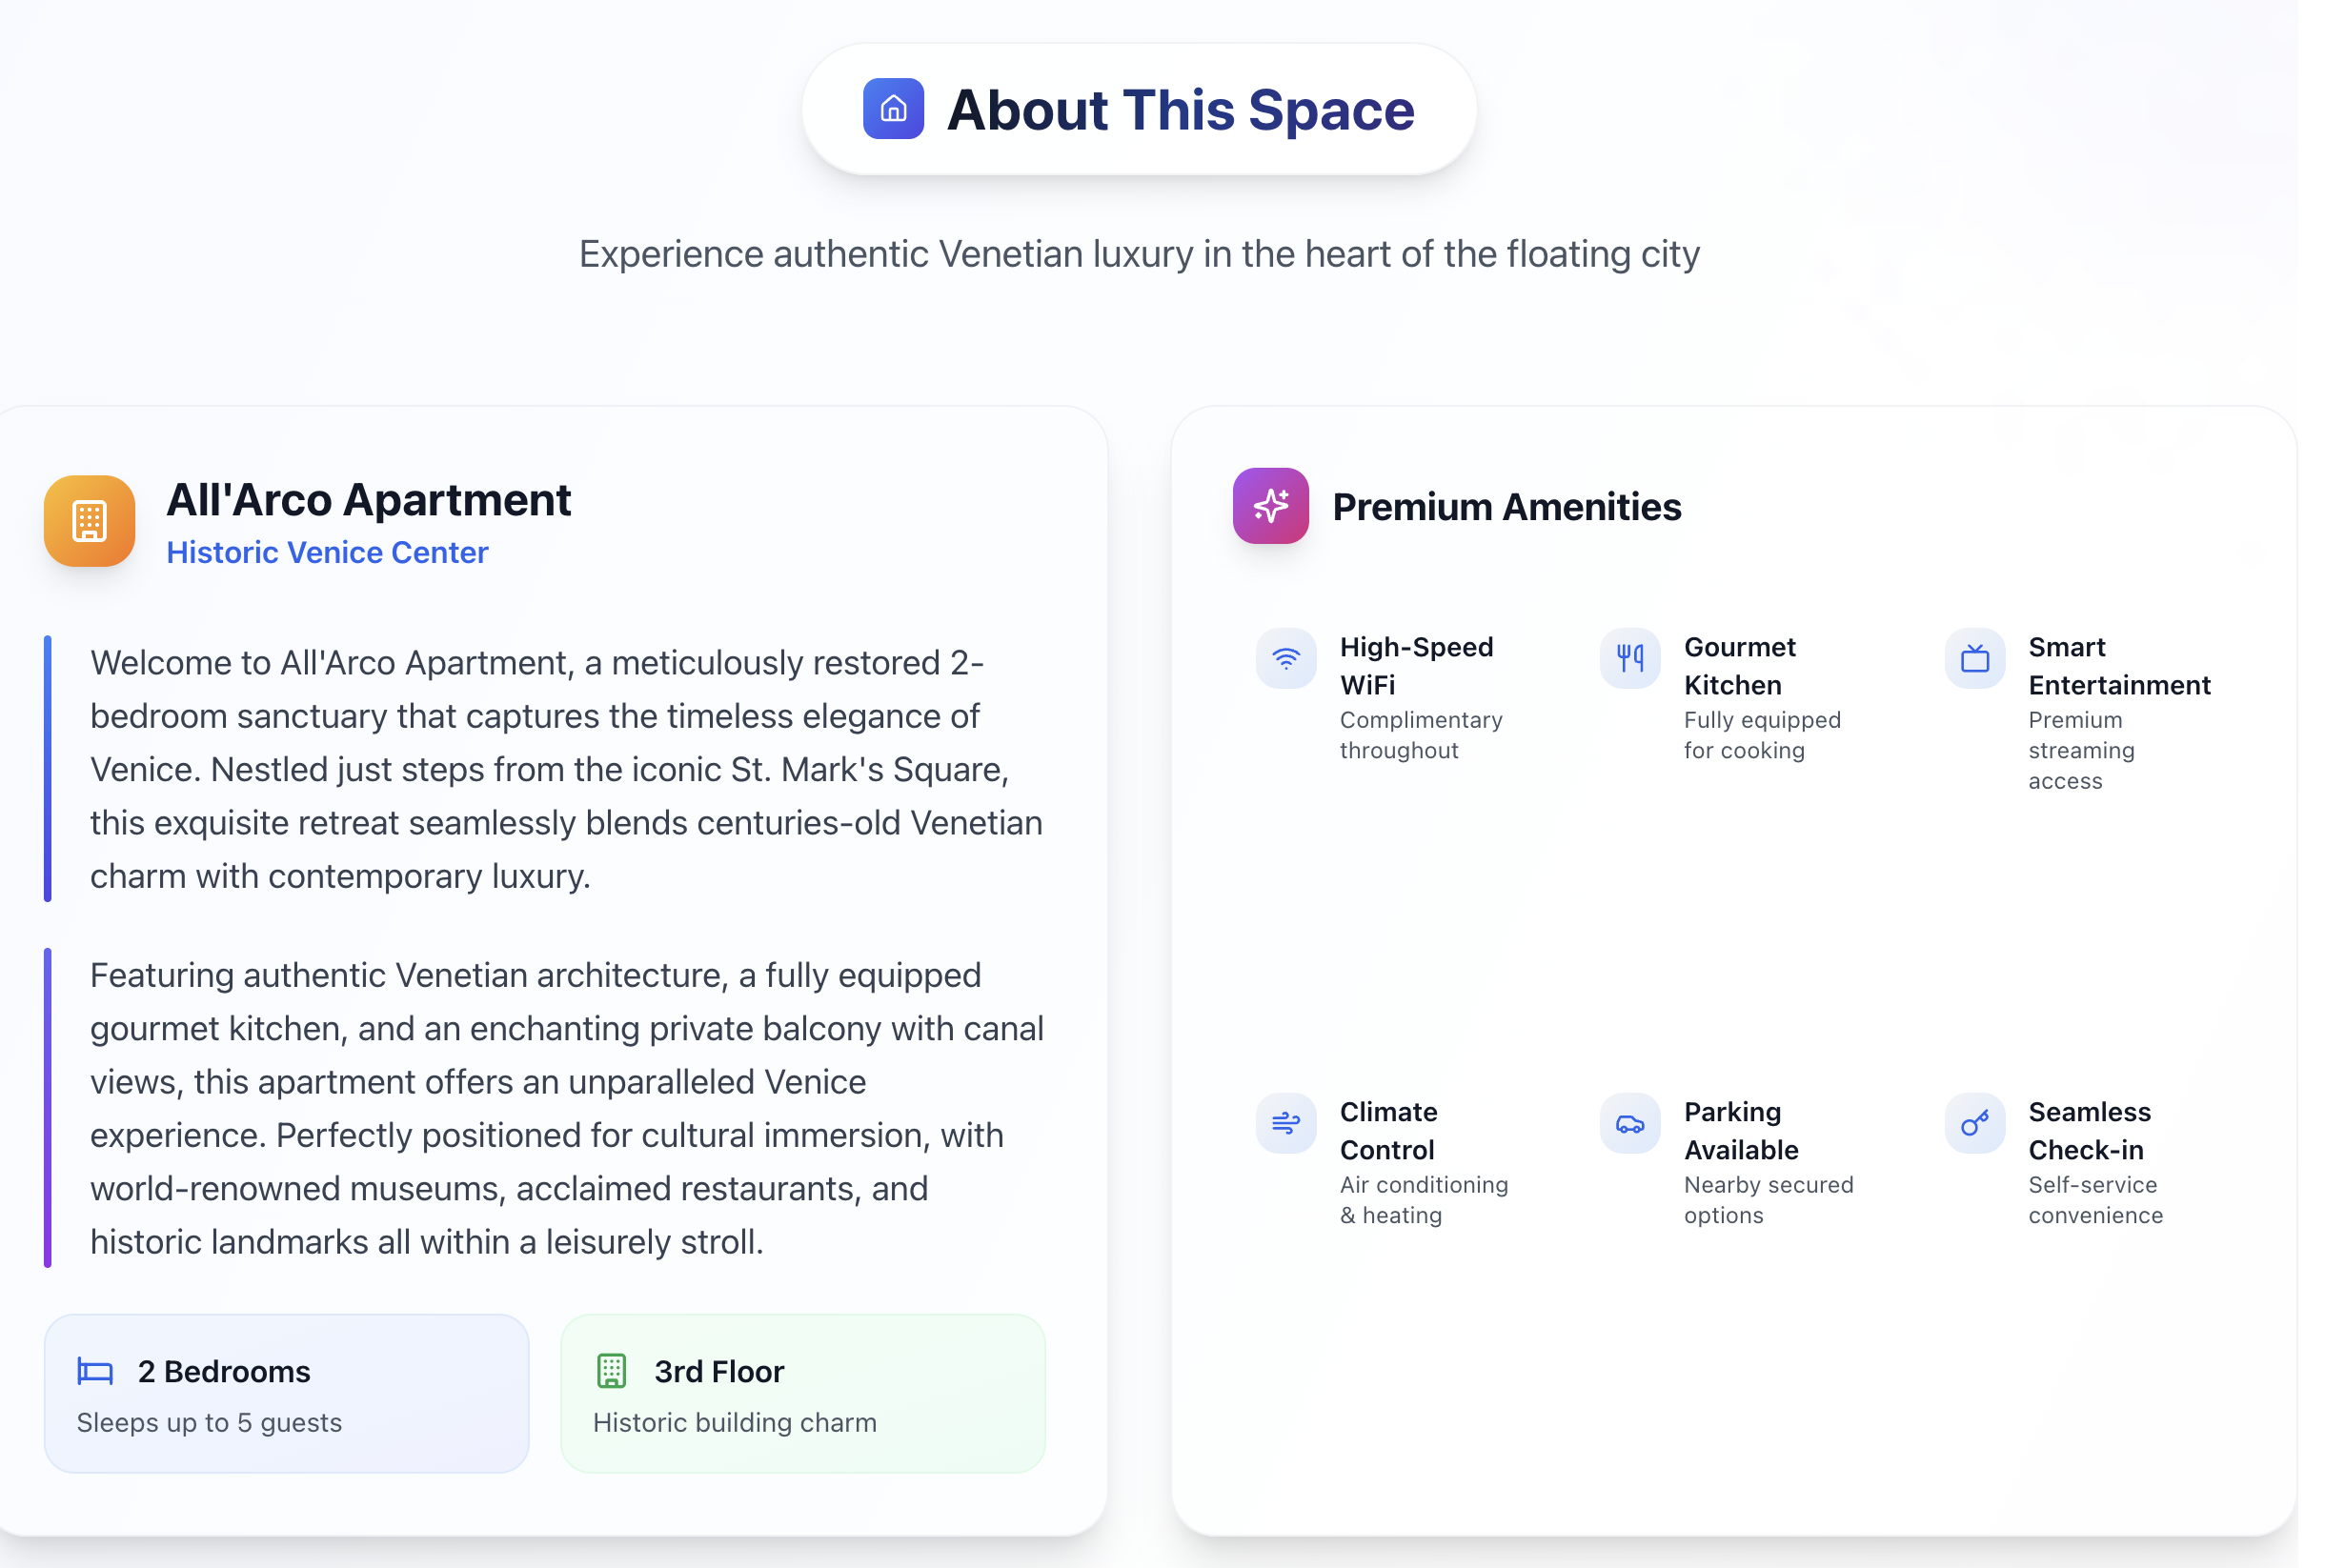 About This Space
Experience authentic Venetian luxury in the heart of the floating city
All'Arco Apartment
Historic Venice Center
Welcome to All'Arco Apartment, a meticulously restored 2-
bedroom sanctuary that captures the timeless elegance of
Venice. Nestled just steps from the iconic St. Mark's Square,
this exquisite retreat seamlessly blends centuries-old Venetian
charm with contemporary luxury.
Featuring authentic Venetian architecture, a fully equipped
gourmet kitchen, and an enchanting private balcony with canal
views, this apartment offers an unparalleled Venice
experience. Perfectly positioned for cultural immersion, with
world-renowned museums, acclaimed restaurants, and
historic landmarks all within a leisurely stroll.
2 Bedrooms
Sleeps up to 5 guests
3rd Floor
Historic building charm
Premium Amenities
High-Speed
WiFi
Complimentary
throughout
Gourmet
Kitchen
Fully equipped
for cooking
Smart
Entertainment
Premium
streaming
access
Climate
Control
Air conditioning
& heating
Parking
Available
Nearby secured
options
Seamless
Check-in
Self-service
convenience